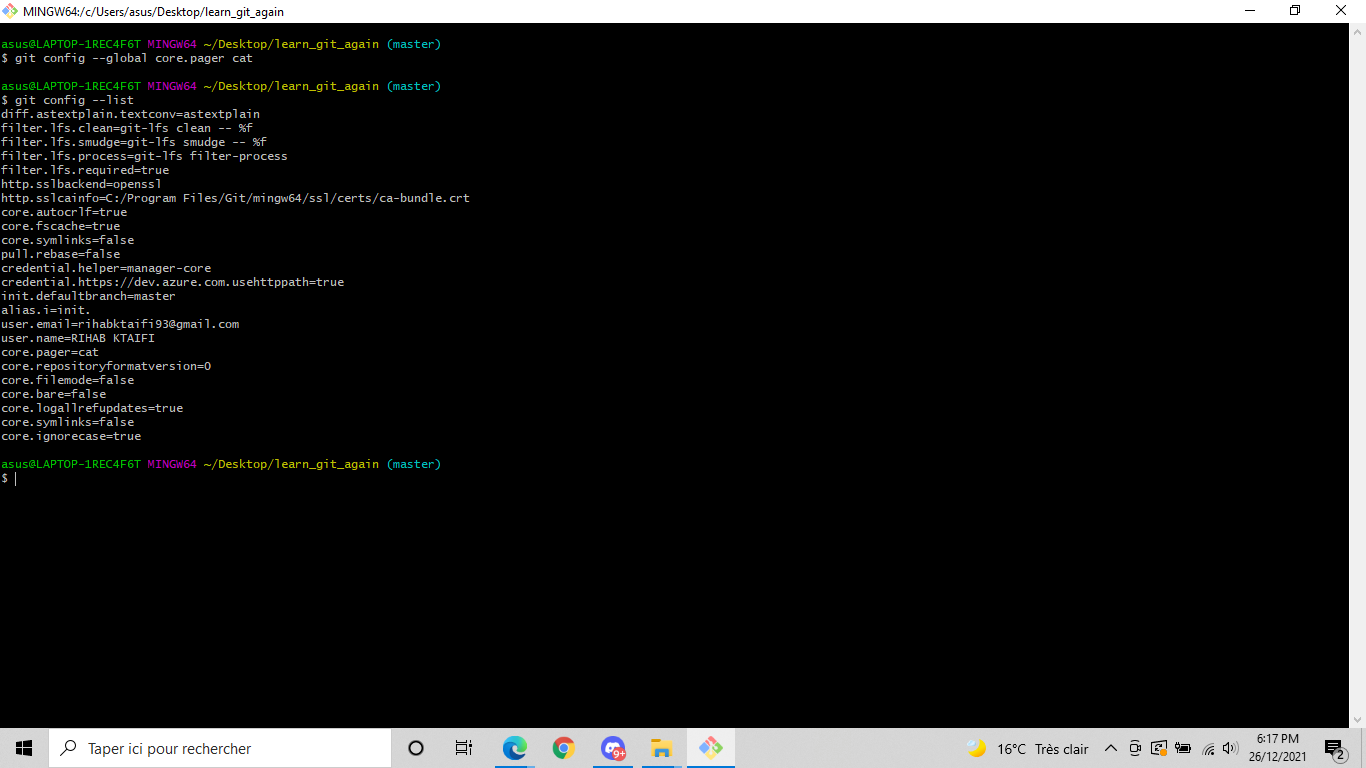 MINGW64:/c/Users/asus/Desktop/learn_git_again
asus@LAPTOP-1REC4F6T MINGW64 ~/Desktop/learn_git_again (master)
$ git config --global core.pager cat
asus@LAPTOP-1REC4F6T MINGW64 ~/Desktop/learn_git_again (master)
$ git config --list
diff.astextplain.textconv=astextplain
filter.lfs.clean=git-lfs clean -- %f
filter.lfs.smudge=git-lfs smudge -- %f
filter.lfs.process=git-lfs filter-process
filter.lfs.required=true
http.sslbackend=openssl
http.sslcainfo=C:/Program Files/Git/mingw64/ssl/certs/ca-bundle.crt
core.autocrlf=true
core.fscache=true
core.symlinks=false
pull.rebase=false
credential.helper=manager-core
credential.https://dev.azure.com.usehttppath=true
init.defaultbranch=master
alias.i=init.
user.email=rihabktaifi93@gmail.com
user.name=RIHAB KTAIFI
core.pager=cat
core.repositoryformatversion=0
core.filemode=false
core.bare=false
core.logallrefupdates=true
core.symlinks=false
core.ignorecase=true
asus@LAPTOP-1REC4F6T MINGW64 ~/Desktop/learn_git_again (master)
$
Taper ici pour rechercher
9+
16°C Très clair
6:17 PM
26/12/2021
2